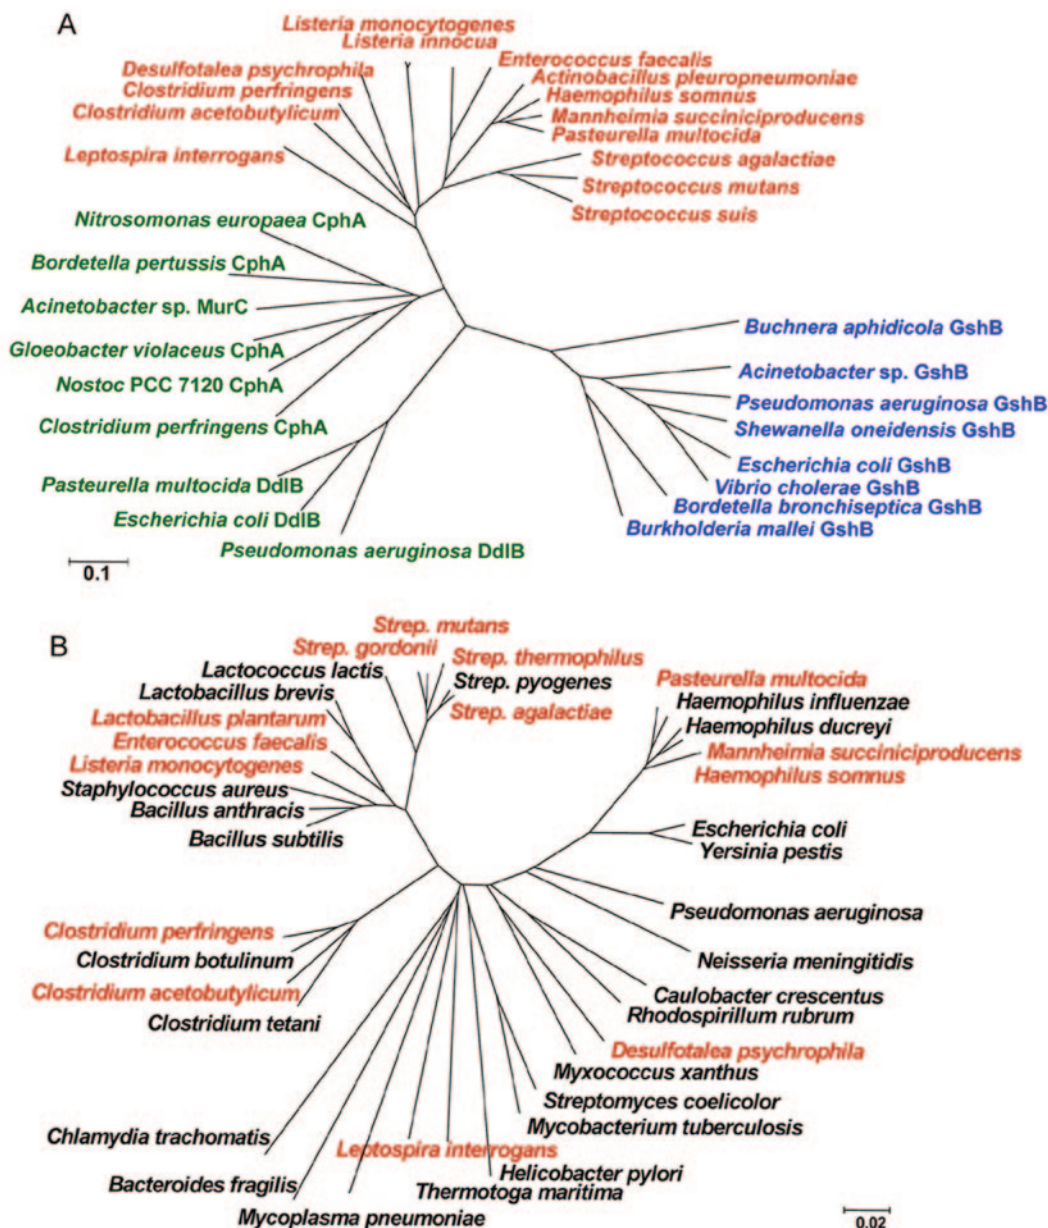 A
Listeria monocytogenes
Listeria innocua
Enterococcus faecalis
Desulfotalea psychrophila
Actinobacillus pleuropneumoniae
Clostridium perfringens
Haemophilus somnus
Clostridium acetobutylicum
Mannheimia succiniciproducens
Pasteurella multocida
Leptospira interrogans
Streptococcus agalactiae
Streptococcus mutans
Streptococcus suis
Nitrosomonas europaea CphA
Bordetella pertussis CphA
Acinetobacter sp. MurC
Buchnera aphidicola GshB
Gloeobacter violaceus CphA
Acinetobacter sp. GshB
Nostoc PCC 7120 CphA
Pseudomonas aeruginosa GshB
Clostridium perfringens CphA
Shewanella oneidensis GshB
Escherichia coli GshB
Pasteurella multocida DdlB
Vibrio cholerae GshB
Bordetella bronchiseptica GshB
Escherichia coli DdlB
Burkholderia mallei GshB
Pseudomonas aeruginosa DdlB
0.1
B
Strep. mutans
Strep. gordonii
Strep. thermophilus
Lactococcus lactis
Strep. pyogenes
Pasteurella multocida
Lactobacillus brevis
Haemophilus influenzae
Lactobacillus plantarum
Strep. agalactiae
Haemophilus ducreyi
Enterococcus faecalis
Mannheimia succiniciproducens
Listeria monocytogenes
Haemophilus somnus
Staphylococcus aureus
Bacillus anthracis
Escherichia coli
Bacillus subtilis
Yersinia pestis
Pseudomonas aeruginosa
Clostridium perfringens
Clostridium botulinum
Neisseria meningitidis
Clostridium acetobutylicum
Caulobacter crescentus
Clostridium tetani
Rhodospirillum rubrum
Desulfotalea psychrophila
Myxococcus xanthus
Streptomyces coelicolor
Mycobacterium tuberculosis
Chlamydia trachomatis
Leptospira interrogans
Helicobacter pylori
Bacteroides fragilis
Thermotoga maritima
Mycoplasma pneumoniae
0.02